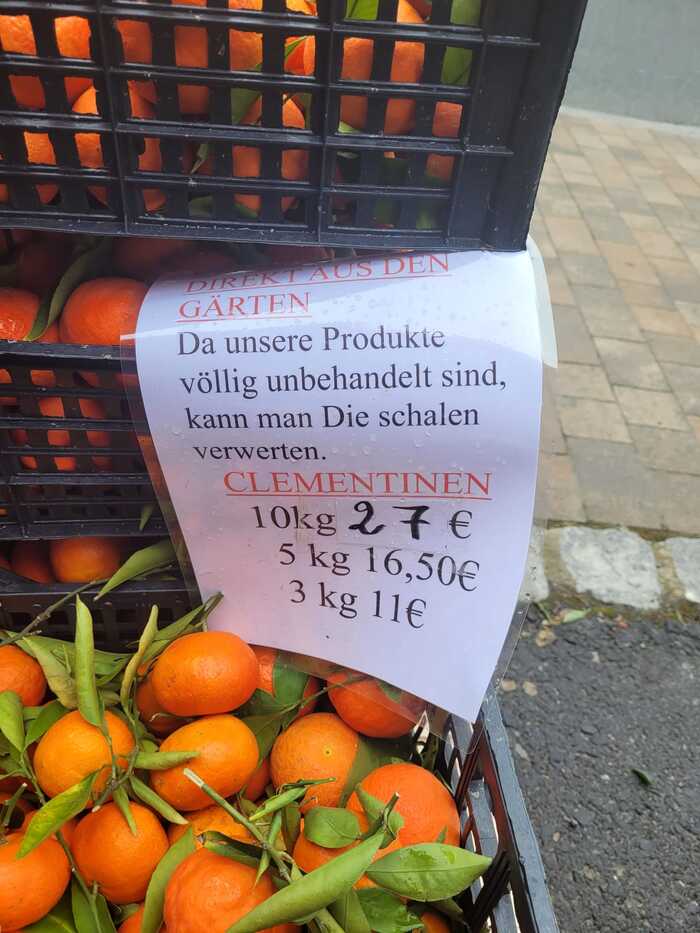 DIREKT AUS DEN
GÄRTEN
Da unsere Produkte
völlig unbehandelt sind,
kann man Die schalen
verwerten.
CLEMENTINEN
10kg 27 €
5 kg 16,50€
3 kg 11€